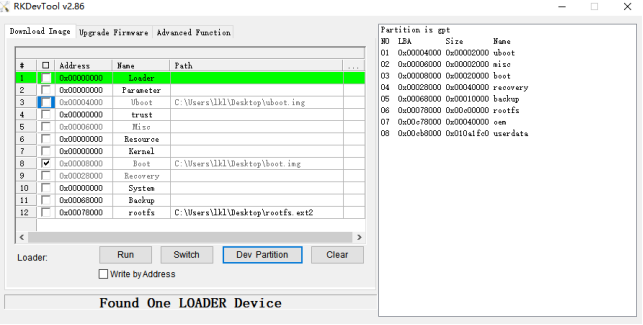 RKDevTool v2.86
Download Image Upgrade Firmware Advanced Function
# Address Name Path ...
1 0x00000000 Loader
2 0x00000000 Parameter
3 0x00004000 Uboot C:\Users\lkl\Desktop\uboot.img
4 0x00000000 trust
5 0x00006000 Misc
6 0x00000000 Resource
7 0x00000000 Kernel
8 0x00008000 Boot C:\Users\lkl\Desktop\boot.img
9 0x00028000 Recovery
10 0x00000000 System
11 0x00068000 Backup
12 0x00078000 rootfs C:\Users\lkl\Desktop\rootfs.ext2
Loader: Run Switch Dev Partition Clear
Write by Address
Found One LOADER Device
Partition is gpt
NO LBA Size Name
01 0x00004000 0x00002000 uboot
02 0x00006000 0x00002000 misc
03 0x00008000 0x00020000 boot
04 0x00028000 0x00040000 recovery
05 0x00068000 0x00010000 backup
06 0x00078000 0x00c00000 rootfs
07 0x00c78000 0x00040000 oem
08 0x00cb8000 0x010a1fc0 userdata